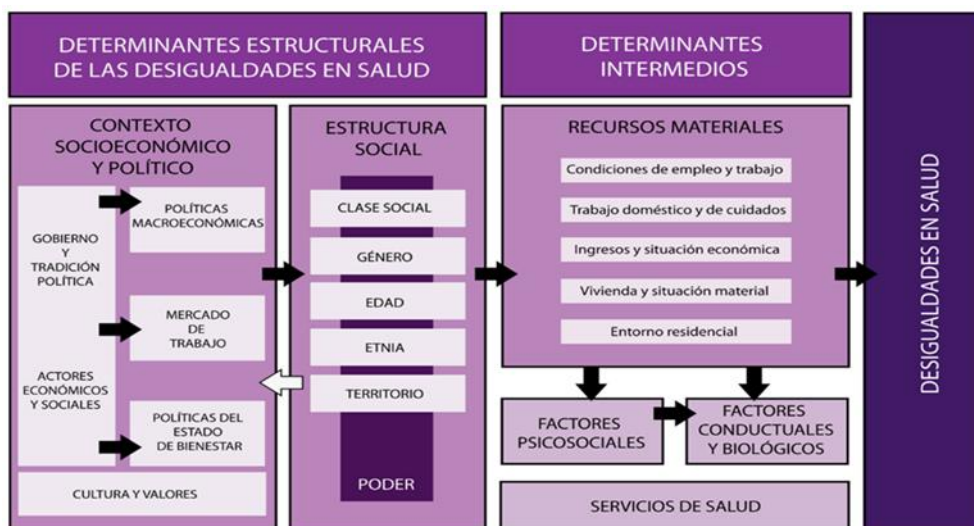 DETERMINANTES ESTRUCTURALES
DE LAS DESIGUALDADES EN SALUD
DETERMINANTES
INTERMEDIOS
CONTEXTO
SOCIOECONÓMICO
Y POLÍTICO
GOBIERNO
Y
TRADICIÓN
POLÍTICA
ACTORES
ECONÓMICOS
Y SOCIALES
POLÍTICAS
MACROECONÓMICAS
MERCADO
DE
TRABAJO
POLÍTICAS DEL
ESTADO
DE BIENESTAR
CULTURA Y VALORES
ESTRUCTURA
SOCIAL
CLASE SOCIAL
GÉNERO
EDAD
ETNIA
TERRITORIO
PODER
RECURSOS MATERIALES
Condiciones de empleo y trabajo
Trabajo doméstico y de cuidados
Ingresos y situación económica
Vivienda y situación material
Entorno residencial
FACTORES
PSICOSOCIALES
FACTORES
CONDUCTUALES
Y BIOLÓGICOS
SERVICIOS DE SALUD
DESIGUALDADES EN SALUD